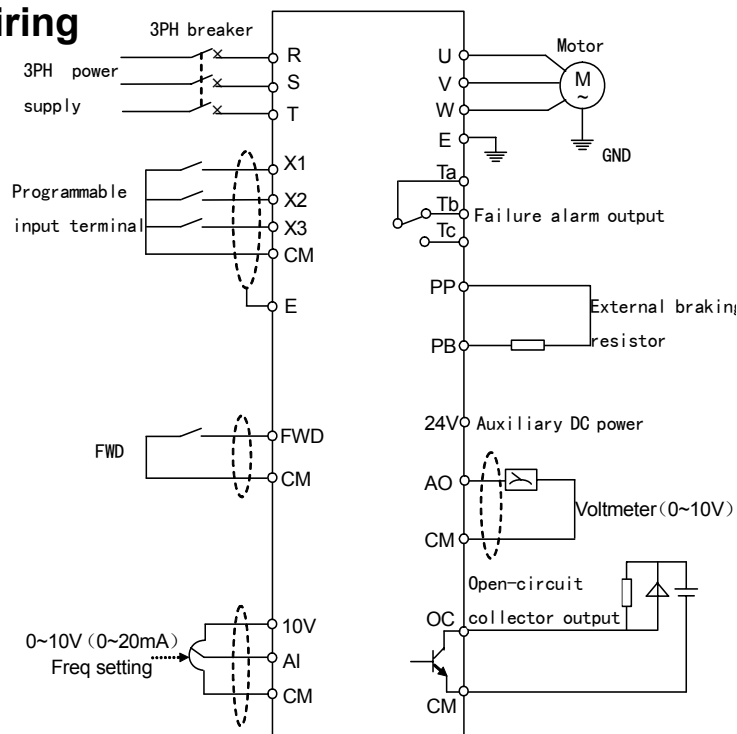 iring
3PH breaker
3PH power
supply
R
S
T
X1
X2
X3
CM
E
Programmable
input terminal
FWD
FWD
CM
0~10V（0~20mA）
Freq setting
10V
AI
CM
U
V
W
E
Motor
M
~
GND
Ta
Tb
Tc
Failure alarm output
PP
PB
External braking
resistor
24V
Auxiliary DC power
AO
CM
Voltmeter（0~10V）
Open-circuit
collector output
OC
CM